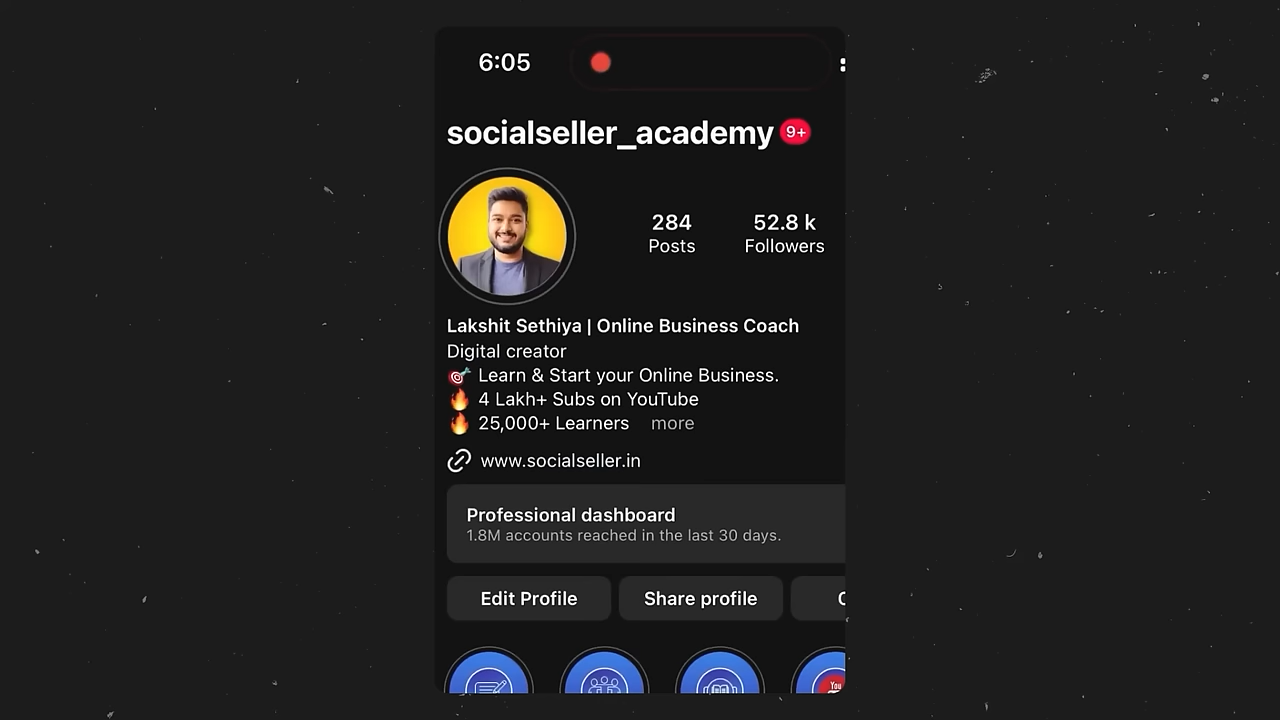 6:05
socialseller_academy 9+
284 52.8 k
Posts Followers
Lakshit Sethiya | Online Business Coach
Digital creator
🎯 Learn & Start your Online Business.
🔥 4 Lakh+ Subs on YouTube
🔥 25,000+ Learners more
www.socialseller.in
Professional dashboard
1.8M accounts reached in the last 30 days.
Edit Profile Share profile
You